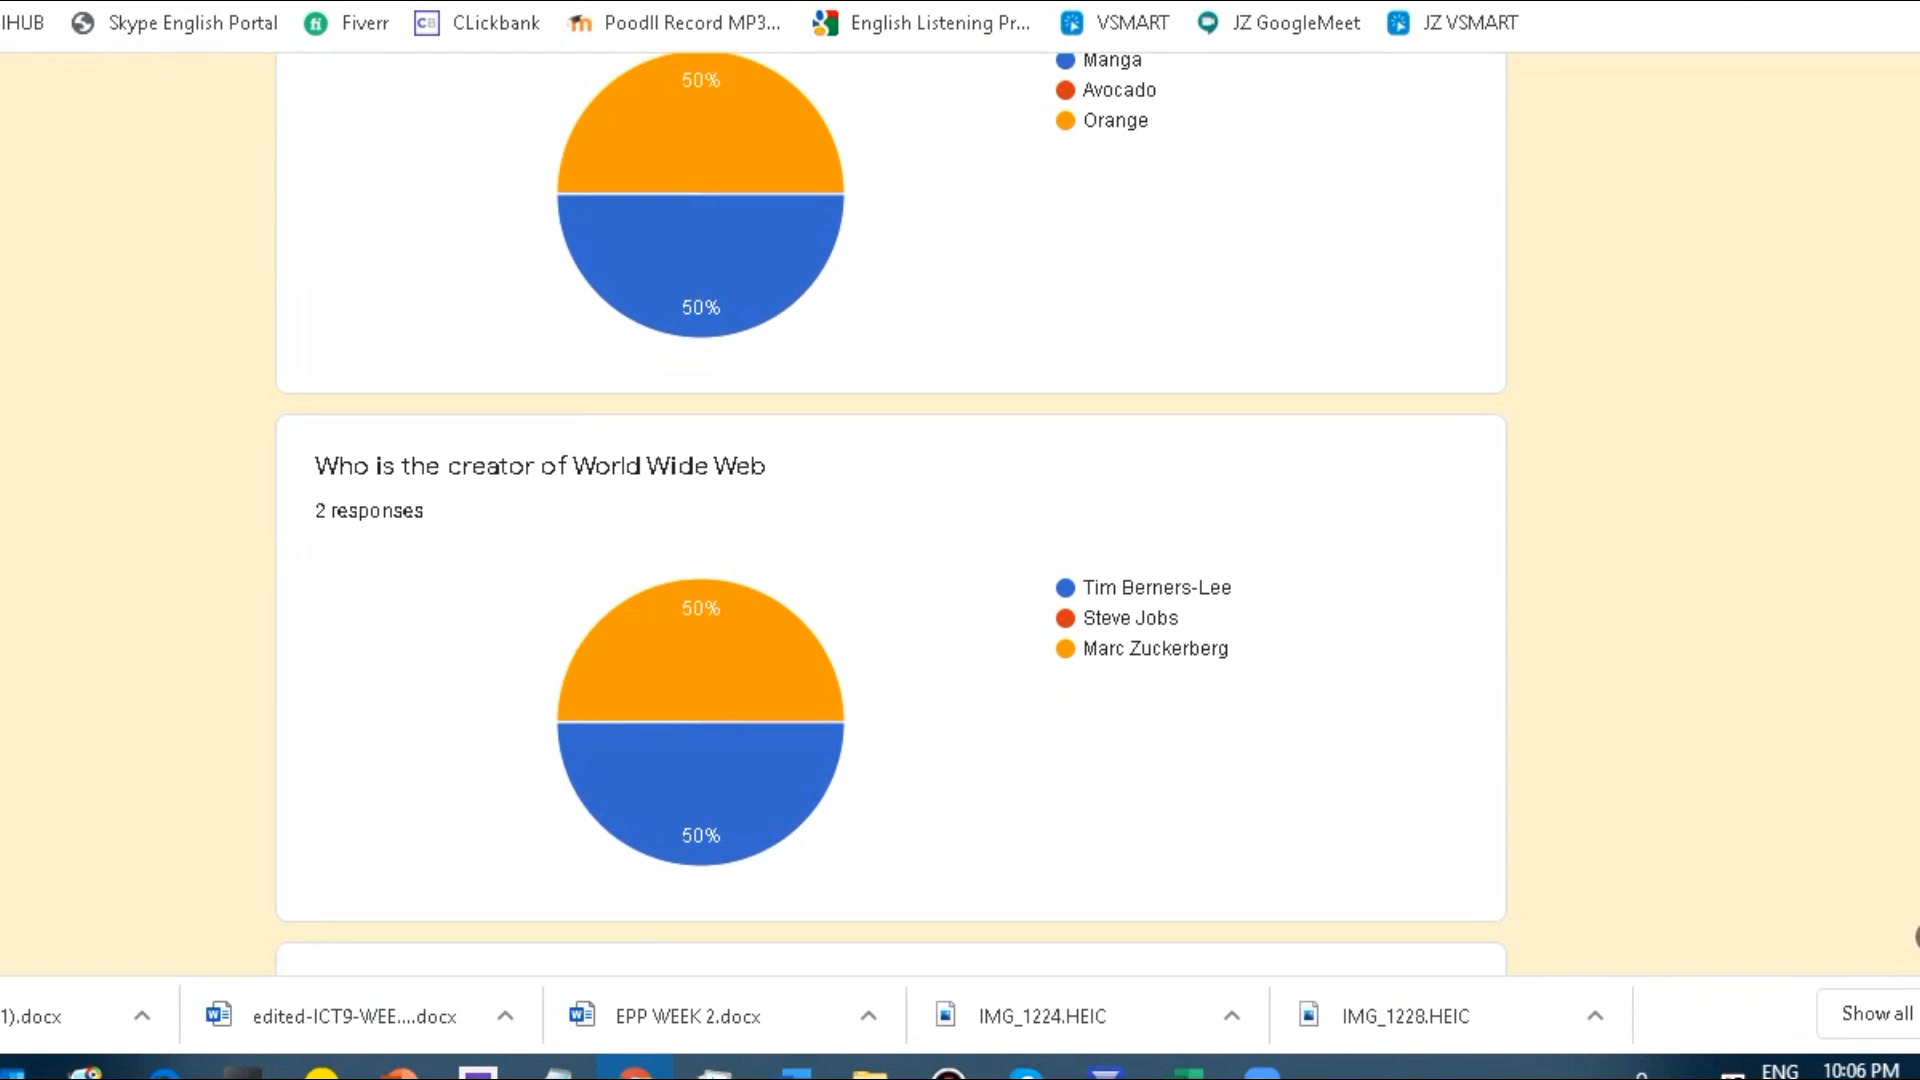 IHUB Skype English Portal Fiverr CB CLickbank Poodll Record MP3... English Listening Pr... VSMART JZ GoogleMeet JZ VSMART
50%
Manga
Avocado
Orange
50%
Who is the creator of World Wide Web
2 responses
50%
Tim Berners-Lee
Steve Jobs
Marc Zuckerberg
50%
1).docx edited-ICT9-WEE....docx EPP WEEK 2.docx IMG_1224.HEIC IMG_1228.HEIC Show all
ENG 10:06 PM